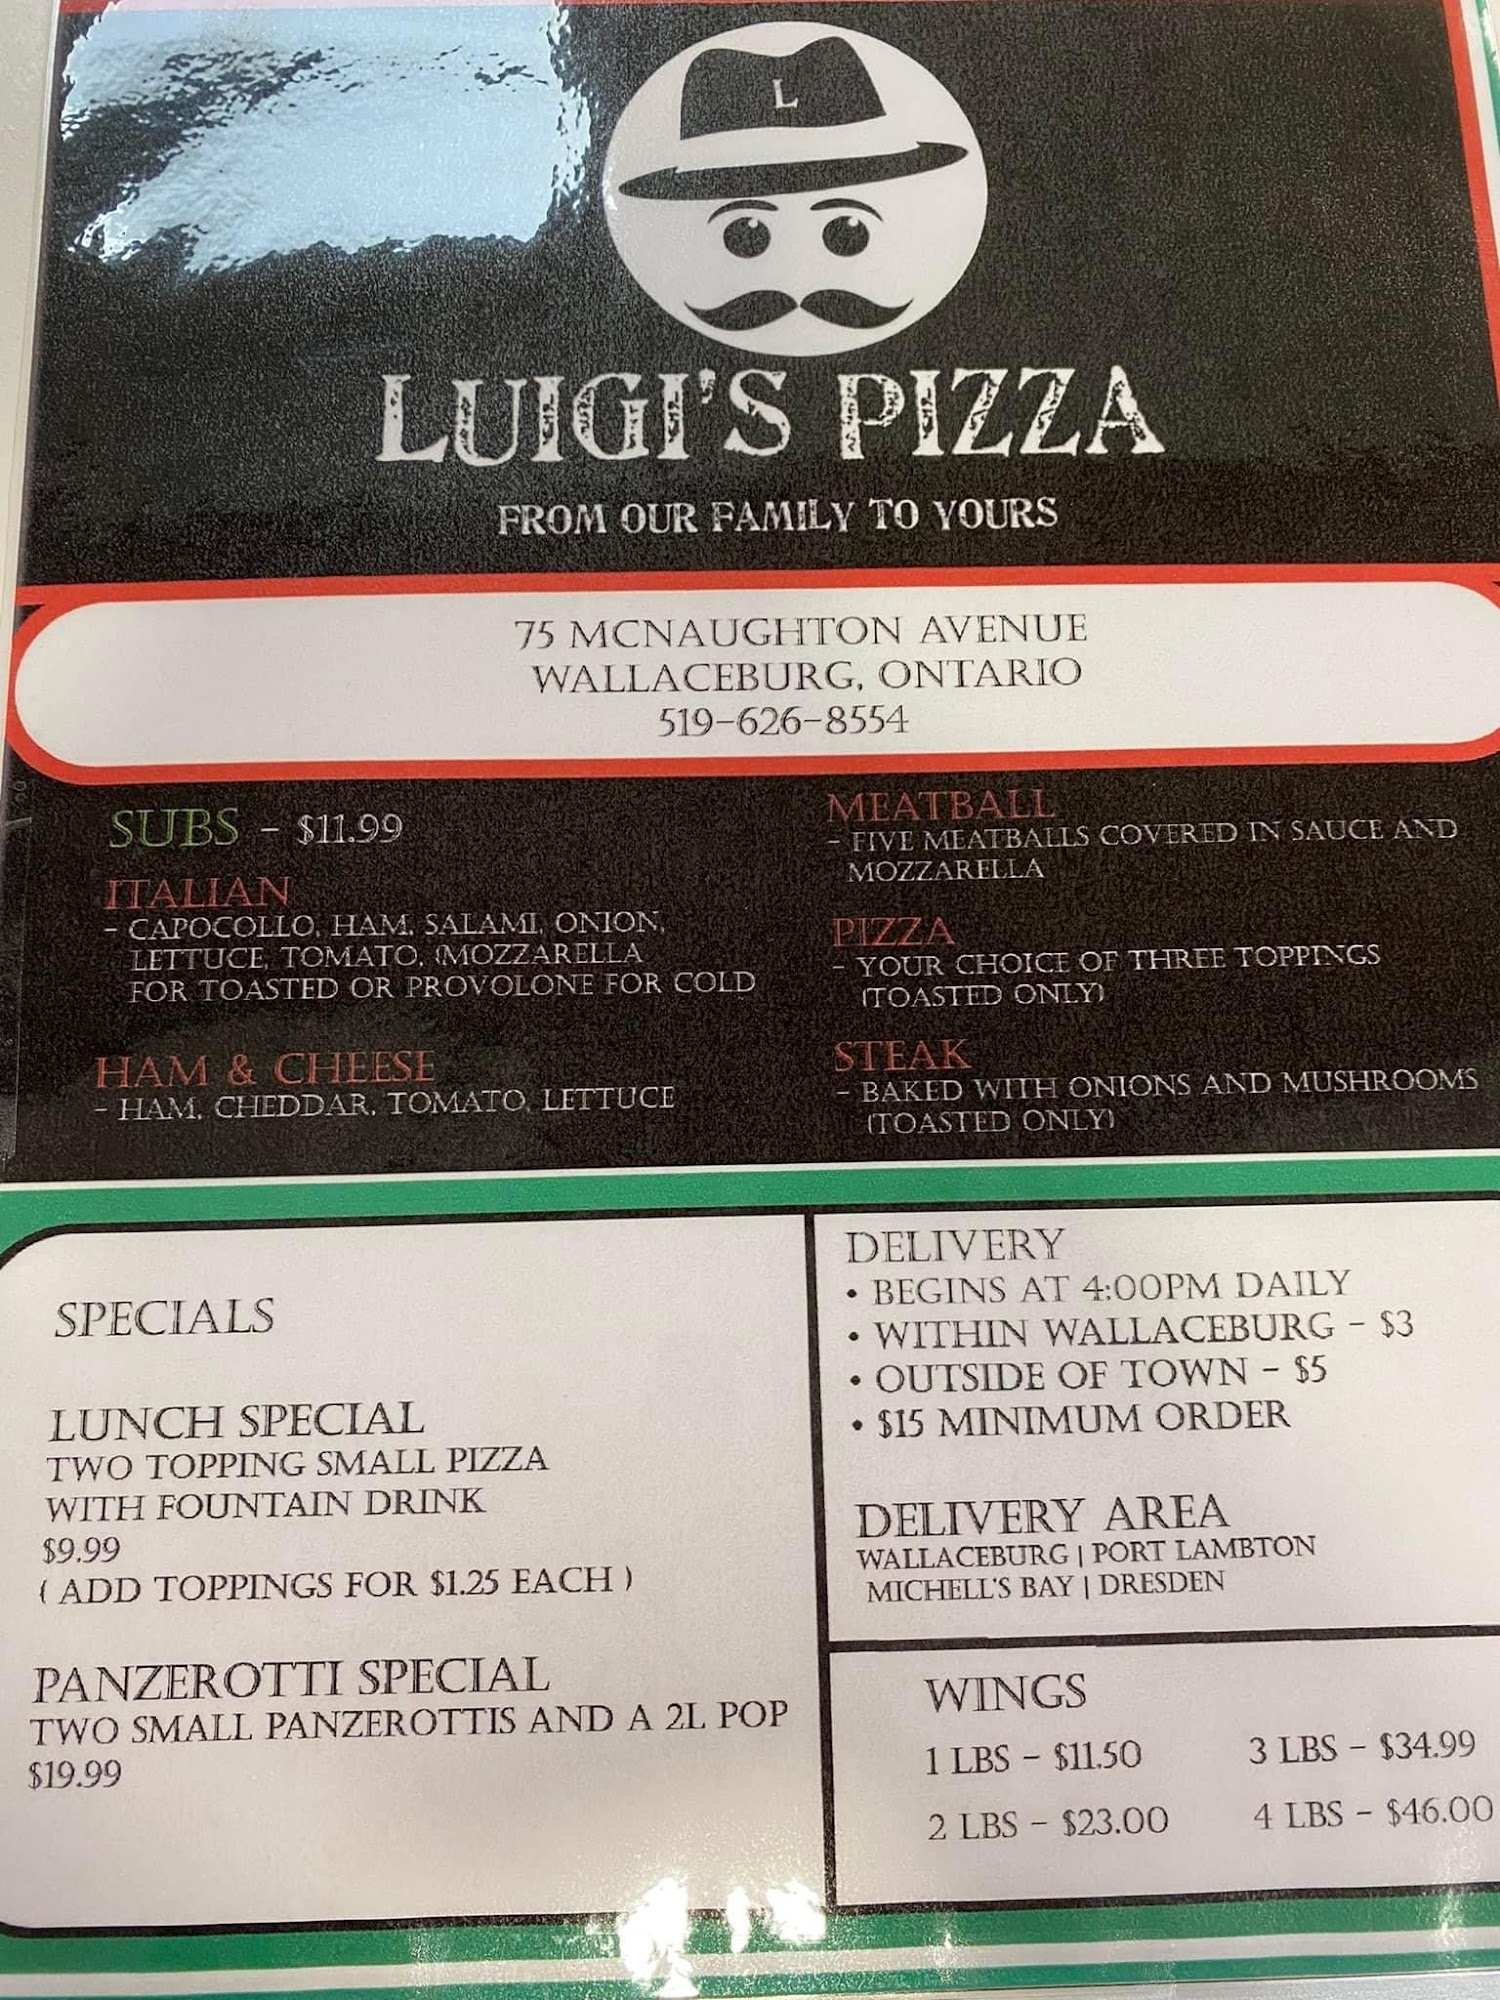 L
LUIGI'S PIZZA
FROM OUR FAMILY TO YOURS
75 MCNAUGHTON AVENUE
WALLACEBURG, ONTARIO
519-626-8554
SUBS - $11.99
ITALIAN
- CAPOCOLLO, HAM, SALAMI, ONION,
LETTUCE, TOMATO, (MOZZARELLA
FOR TOASTED OR PROVOLONE FOR COLD
HAM & CHEESE
- HAM, CHEDDAR, TOMATO, LETTUCE
MEATBALL
- FIVE MEATBALLS COVERED IN SAUCE AND
MOZZARELLA
PIZZA
- YOUR CHOICE OF THREE TOPPINGS
(TOASTED ONLY)
STEAK
- BAKED WITH ONIONS AND MUSHROOMS
(TOASTED ONLY)
SPECIALS
LUNCH SPECIAL
TWO TOPPING SMALL PIZZA
WITH FOUNTAIN DRINK
$9.99
( ADD TOPPINGS FOR $1.25 EACH )
PANZEROTTI SPECIAL
TWO SMALL PANZEROTTIS AND A 2L POP
$19.99
DELIVERY
• BEGINS AT 4:00PM DAILY
• WITHIN WALLACEBURG - $3
• OUTSIDE OF TOWN - $5
• $15 MINIMUM ORDER
DELIVERY AREA
WALLACEBURG | PORT LAMBTON
MICHELL'S BAY | DRESDEN
WINGS
1 LBS - $11.50
3 LBS - $34.99
2 LBS - $23.00
4 LBS - $46.00